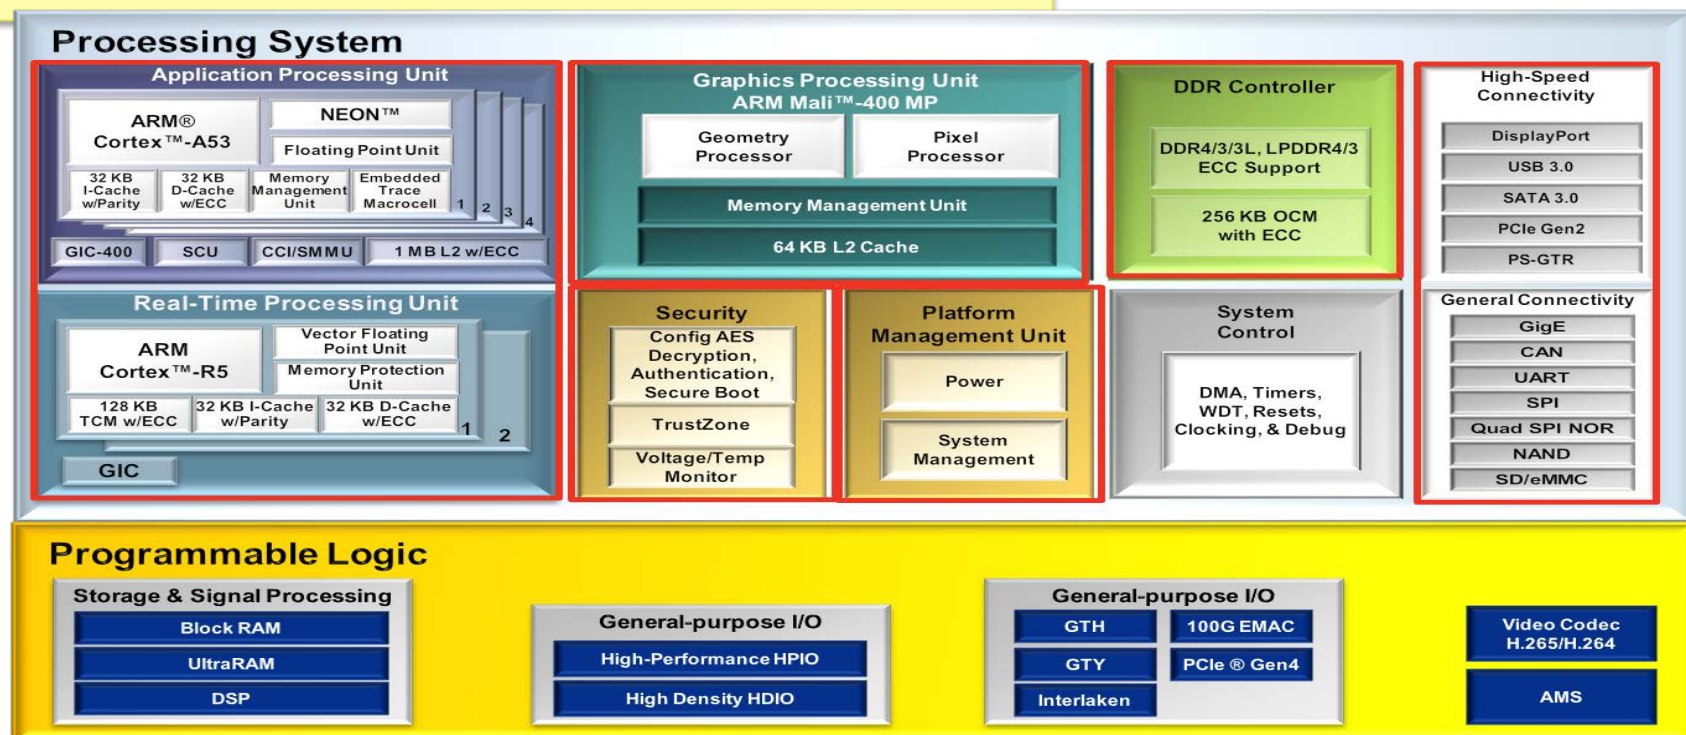 Processing System
Application Processing Unit
ARM®
Cortex™-A53
NEON™
Floating Point Unit
32 KB
I-Cache
w/Parity
32 KB
D-Cache
w/ECC
Memory
Management
Unit
Embedded
Trace
Macrocell
1
2
3
4
GIC-400
SCU
CCI/SMMU
1 MB L2 w/ECC
Graphics Processing Unit
ARM Mali™-400 MP
Geometry
Processor
Pixel
Processor
Memory Management Unit
64 KB L2 Cache
DDR Controller
DDR4/3/3L, LPDDR4/3
ECC Support
256 KB OCM
with ECC
High-Speed
Connectivity
DisplayPort
USB 3.0
SATA 3.0
PCIe Gen2
PS-GTR
Real-Time Processing Unit
ARM
Cortex™-R5
Vector Floating
Point Unit
Memory Protection
Unit
128 KB
TCM w/ECC
32 KB I-Cache
w/Parity
32 KB D-Cache
w/ECC
1
2
GIC
Security
Config AES
Decryption,
Authentication,
Secure Boot
TrustZone
Voltage/Temp
Monitor
Platform
Management Unit
Power
System
Management
System
Control
DMA, Timers,
WDT, Resets,
Clocking, & Debug
General Connectivity
GigE
CAN
UART
SPI
Quad SPI NOR
NAND
SD/eMMC
Programmable Logic
Storage & Signal Processing
Block RAM
UltraRAM
DSP
General-purpose I/O
High-Performance HPIO
High Density HDIO
General-purpose I/O
GTH
100G EMAC
GTY
PCIe ® Gen4
Interlaken
Video Codec
H.265/H.264
AMS